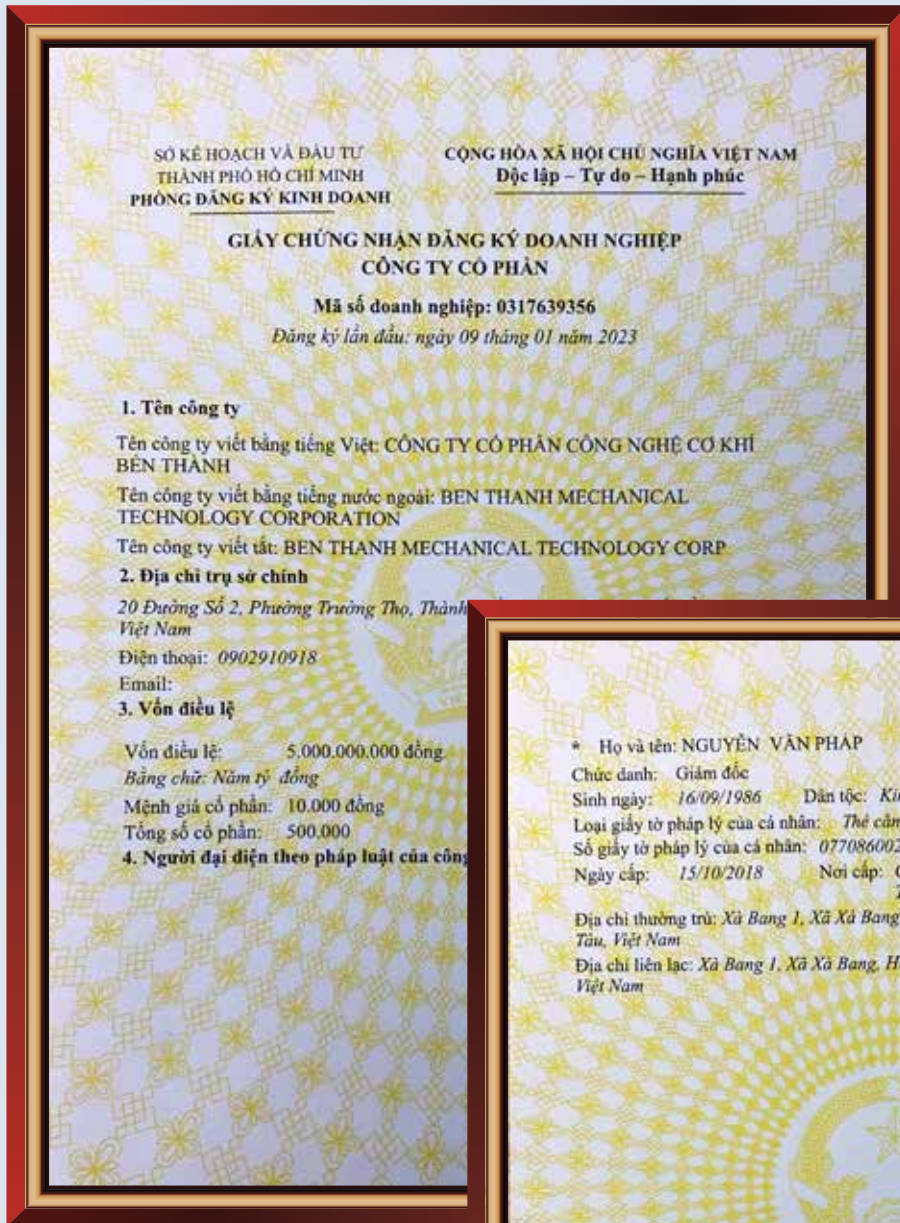 SỞ KẾ HOẠCH VÀ ĐẦU TƯ
THÀNH PHỐ HỒ CHÍ MINH
PHÒNG ĐĂNG KÝ KINH DOANH
CỘNG HÒA XÃ HỘI CHỦ NGHĨA VIỆT NAM
Độc lập – Tự do – Hạnh phúc
GIẤY CHỨNG NHẬN ĐĂNG KÝ DOANH NGHIỆP
CÔNG TY CỔ PHẦN
Mã số doanh nghiệp: 0317639356
Đăng ký lần đầu: ngày 09 tháng 01 năm 2023
1. Tên công ty
Tên công ty viết bằng tiếng Việt: CÔNG TY CỔ PHẦN CÔNG NGHỆ CƠ KHÍ
BẾN THÀNH
Tên công ty viết bằng tiếng nước ngoài: BEN THANH MECHANICAL
TECHNOLOGY CORPORATION
Tên công ty viết tắt: BEN THANH MECHANICAL TECHNOLOGY CORP
2. Địa chỉ trụ sở chính
20 Đường Số 2, Phường Trường Thọ, Thành
Việt Nam
Điện thoại: 0902910918
Email:
3. Vốn điều lệ
Vốn điều lệ: 5.000.000.000 đồng
Bằng chữ: Năm tỷ đồng
Mệnh giá cổ phần: 10.000 đồng
Tổng số cổ phần: 500.000
4. Người đại diện theo pháp luật của công
* Họ và tên: NGUYỄN VĂN PHÁP
Chức danh: Giám đốc
Sinh ngày: 16/09/1986 Dân tộc: Kin
Loại giấy tờ pháp lý của cá nhân: Thẻ căn
Số giấy tờ pháp lý của cá nhân: 077086002
Ngày cấp: 15/10/2018 Nơi cấp:
Địa chỉ thường trú: Xà Bang 1, Xã Xà Bang
Tàu, Việt Nam
Địa chỉ liên lạc: Xà Bang 1, Xã Xà Bang, H
Việt Nam